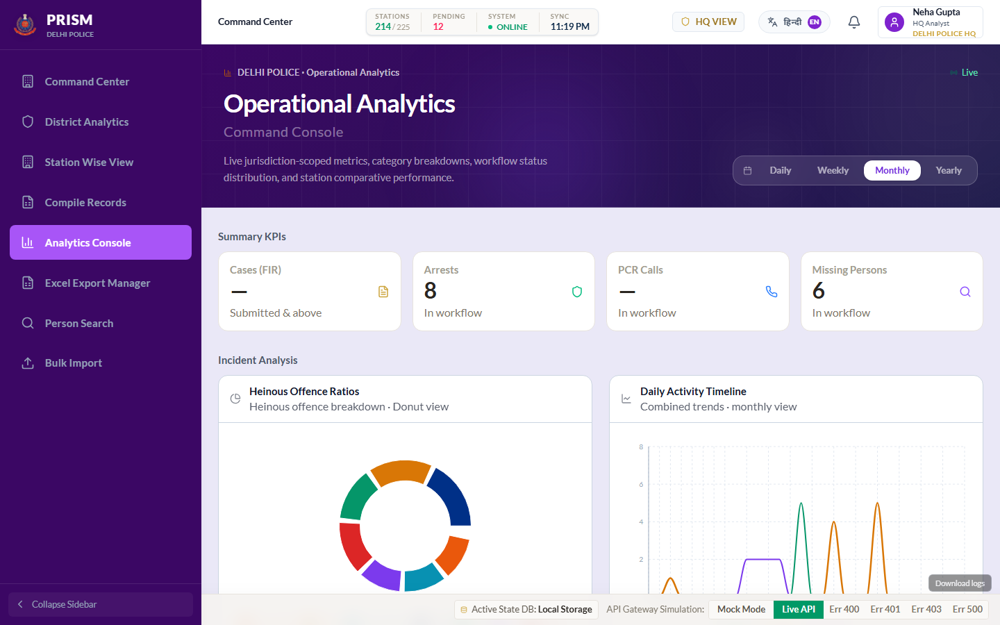 PRISM
DELHI POLICE
Command Center
District Analytics
Station Wise View
Compile Records
Analytics Console
Excel Export Manager
Person Search
Bulk Import
Collapse Sidebar
Command Center
STATIONS
214 / 225
PENDING
12
SYSTEM
ONLINE
SYNC
11:19 PM
HQ VIEW
हिन्दी EN
Neha Gupta
HQ Analyst
DELHI POLICE HQ
DELHI POLICE • Operational Analytics
Live
Operational Analytics
Command Console
Live jurisdiction-scoped metrics, category breakdowns, workflow status
distribution, and station comparative performance.
Daily Weekly Monthly Yearly
Summary KPIs
Cases (FIR)
—
Submitted & above
Arrests
8
In workflow
PCR Calls
—
In workflow
Missing Persons
6
In workflow
Incident Analysis
Heinous Offence Ratios
Heinous offence breakdown · Donut view
Daily Activity Timeline
Combined trends · monthly view
8
6
4
2
Download logs
Active State DB: Local Storage
API Gateway Simulation: Mock Mode Live API Err 400 Err 401 Err 403 Err 500